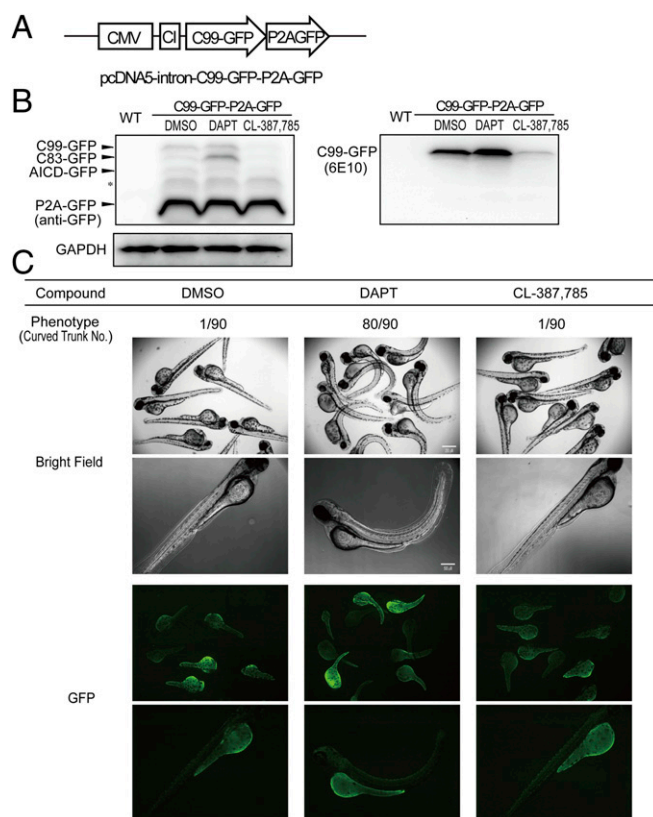 A
CMV CI C99-GFP P2AGFP
pcDNA5-intron-C99-GFP-P2A-GFP
B
C99-GFP-P2A-GFP
WT DMSO DAPT CL-387,785
C99-GFP
C83-GFP
AICD-GFP
*
P2A-GFP
(anti-GFP)
GAPDH
C99-GFP-P2A-GFP
WT DMSO DAPT CL-387,785
C99-GFP
(6E10)
C
Compound DMSO DAPT CL-387,785
Phenotype 1/90 80/90 1/90
(Curved Trunk No.)
Bright Field
GFP